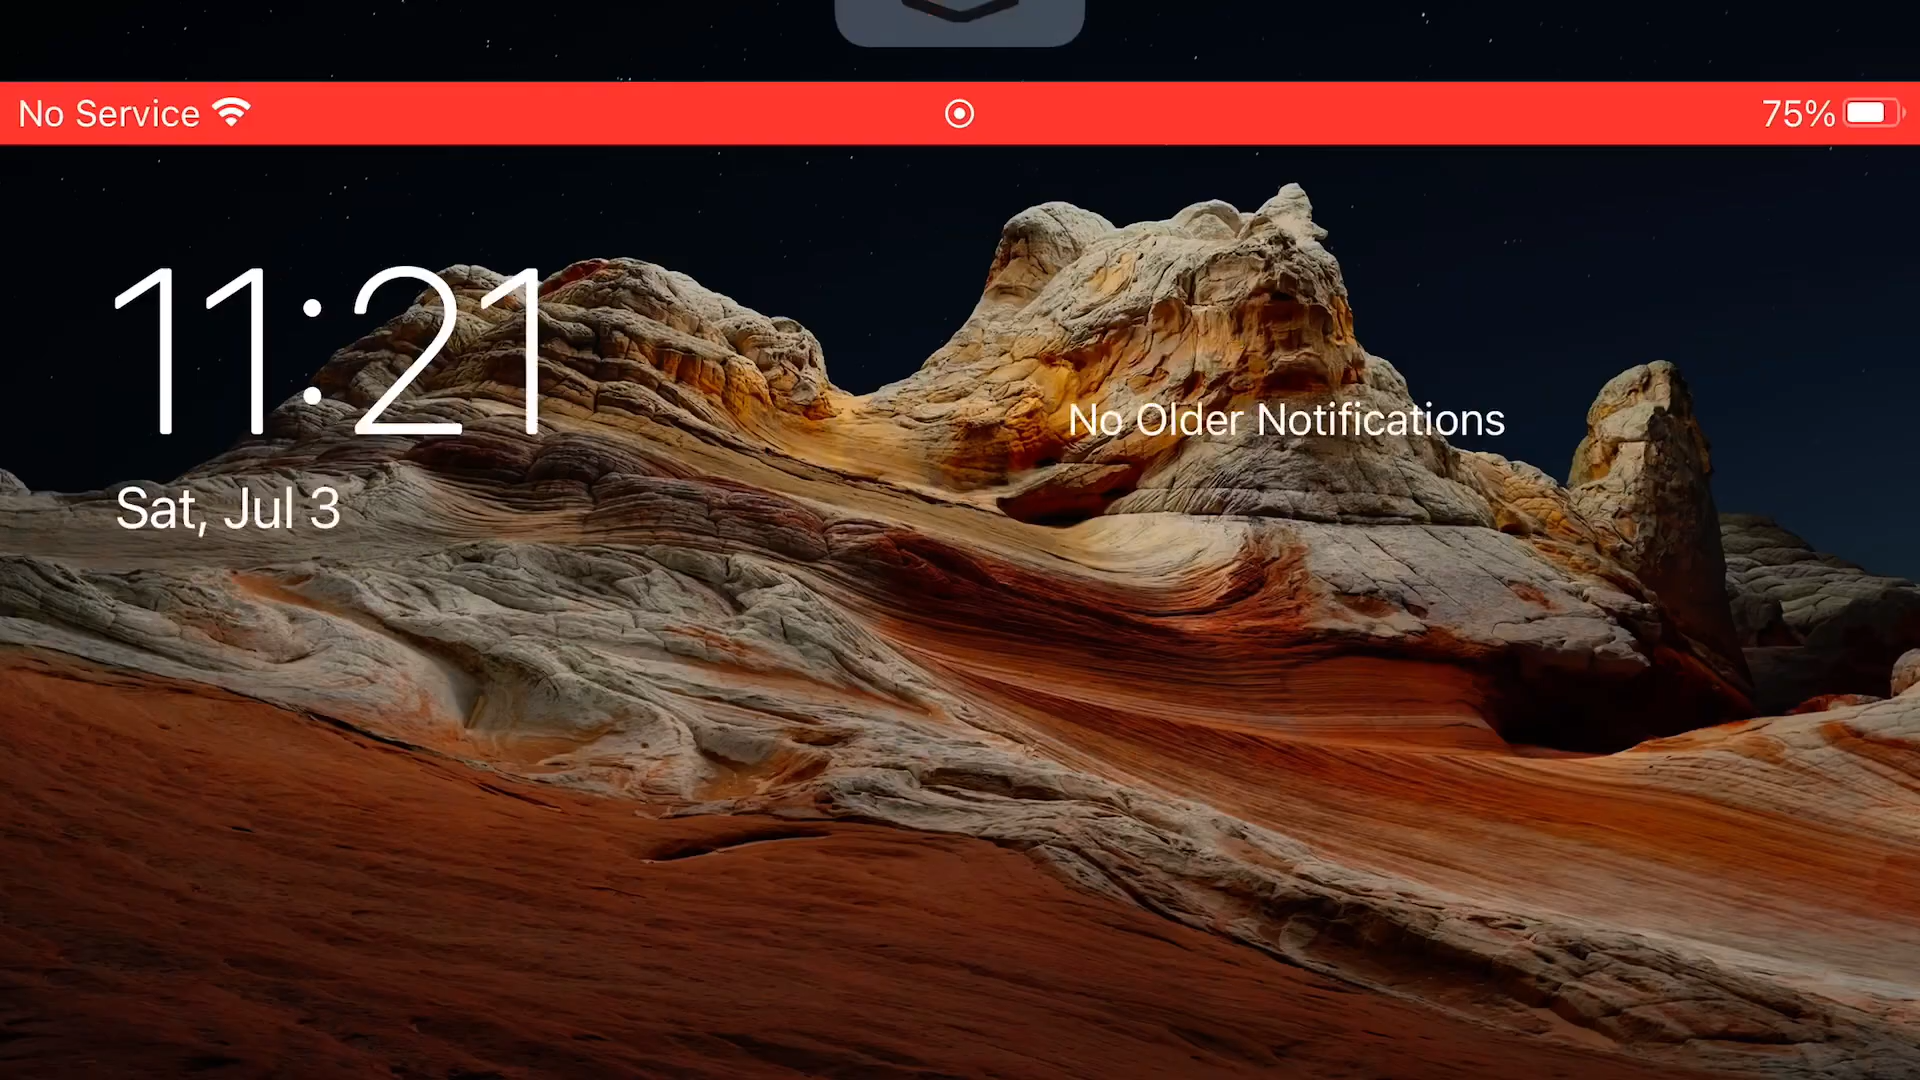 No Service
75%
11:21
No Older Notifications
Sat, Jul 3